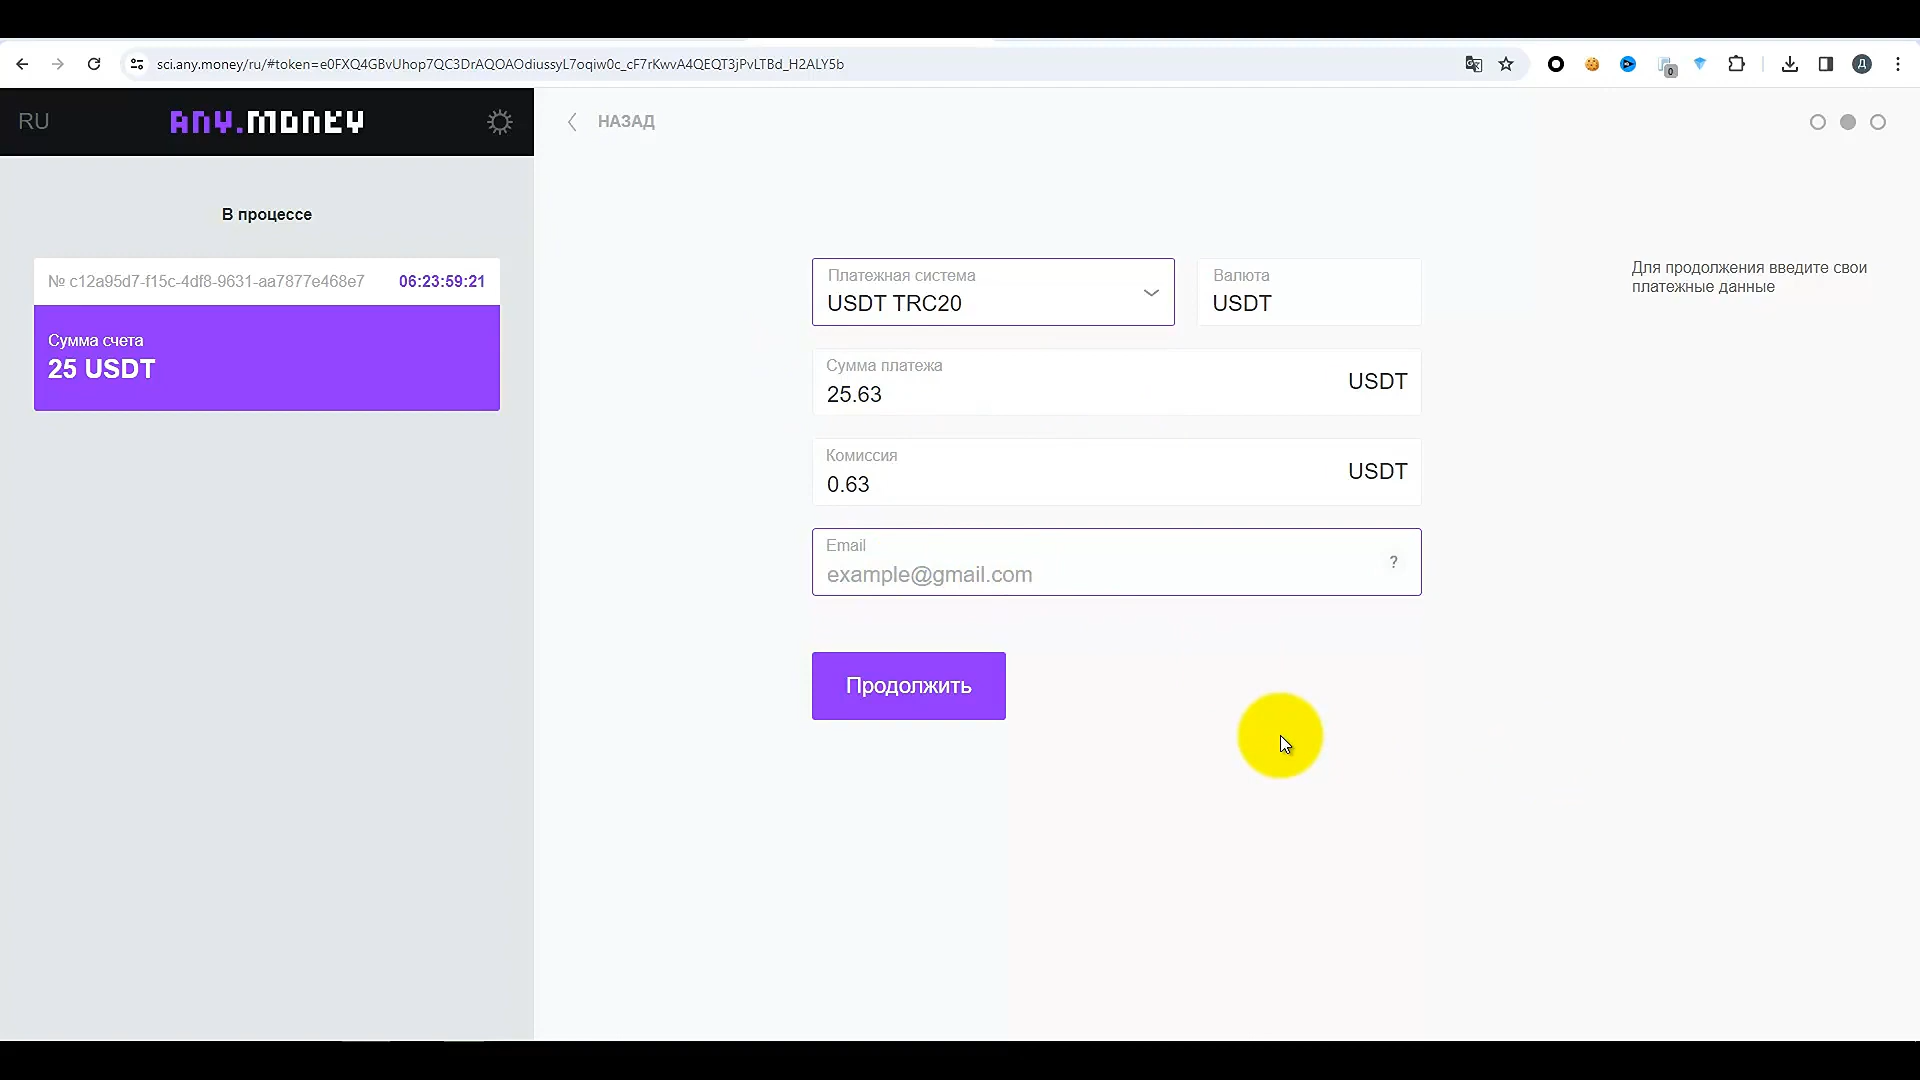 sci.any.money/ru/#token=e0FXQ4GBvUhop7QC3DrAQOAOdiussyL7oqiw0c_cF7rKwvA4QEQT3jPvLTBd_H2ALY5b
0
Д
RU
ANY.MONEY
НАЗАД
В процессе
№ c12a95d7-f15c-4df8-9631-aa7877e468e7
06:23:59:21
Сумма счета
25 USDT
Платежная система
USDT TRC20
Валюта
USDT
Для продолжения введите свои
платежные данные
Сумма платежа
25.63
USDT
Комиссия
0.63
USDT
Email
example@gmail.com
?
Продолжить